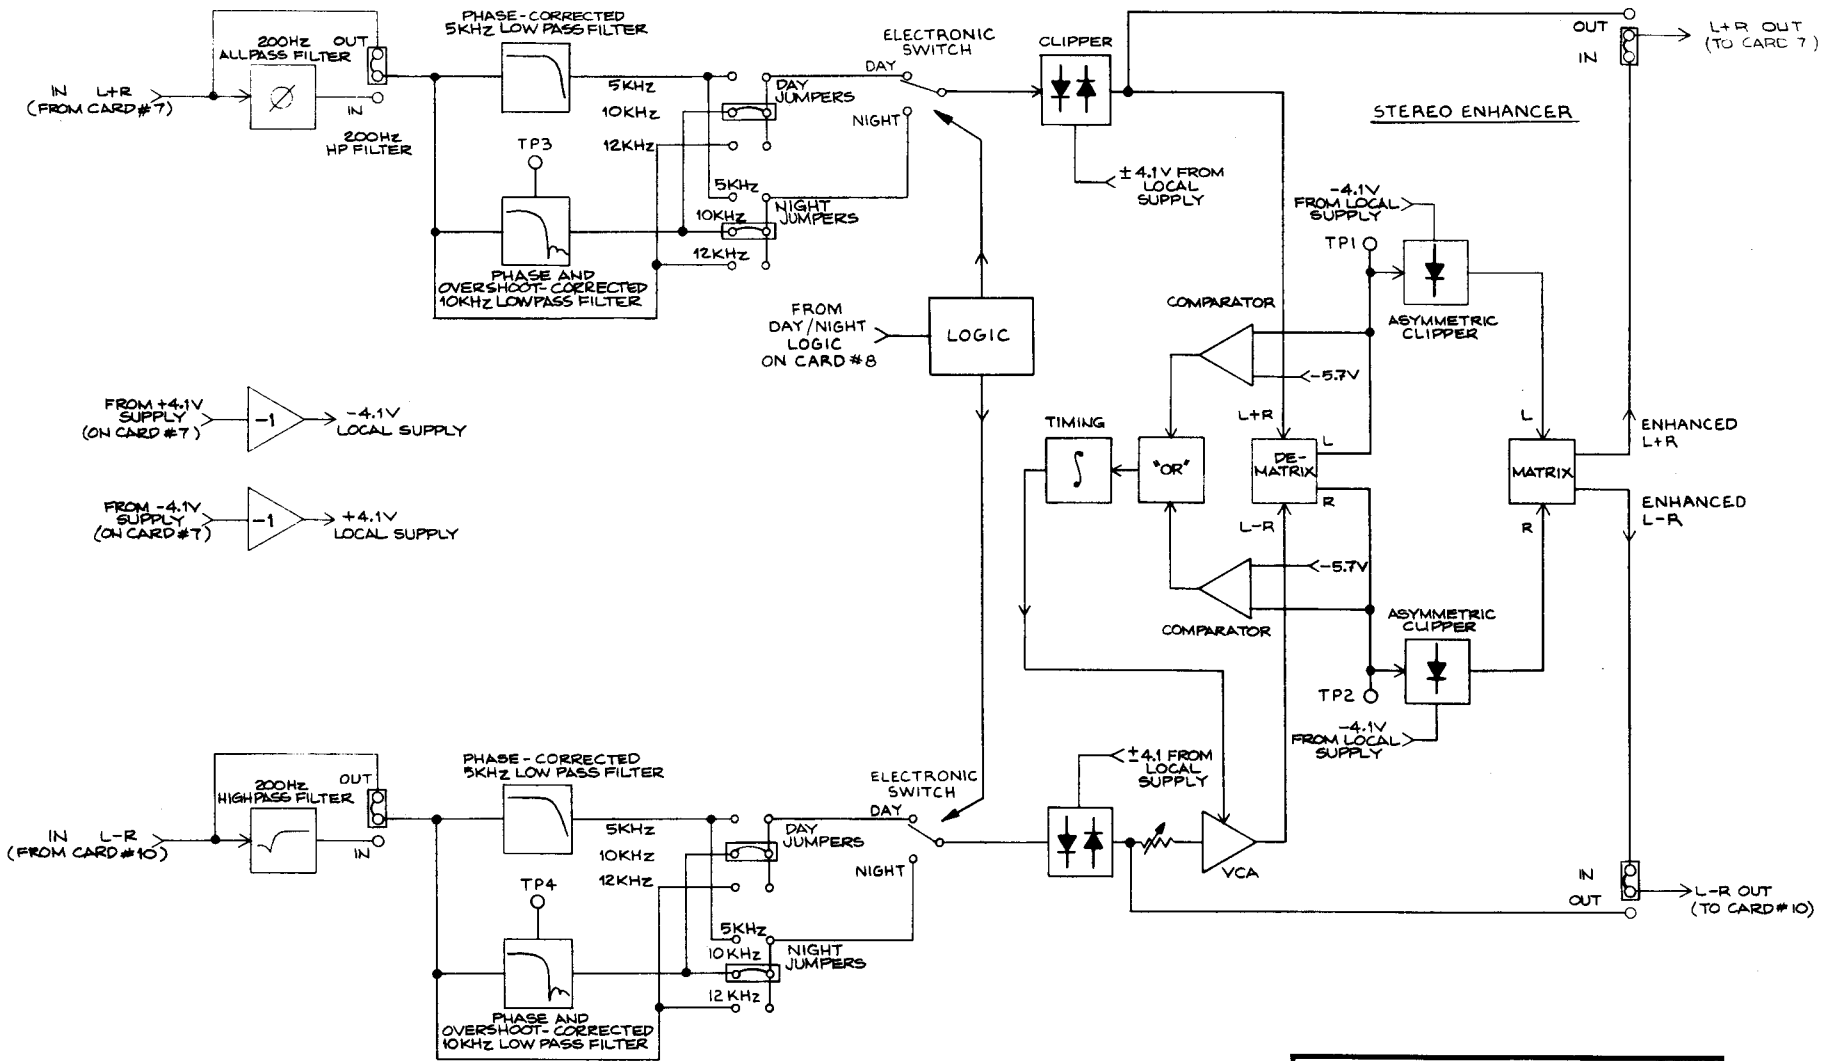 PHASE-CORRECTED
5KHz LOW PASS FILTER
200Hz
ALLPASS FILTER
OUT
IN L+R
(FROM CARD #7)
Ø
IN
200Hz
HP FILTER
TP3
5KHz
10KHz
12KHz
DAY
JUMPERS
5KHz
10KHz
12KHz
NIGHT
JUMPERS
PHASE AND
OVERSHOOT-CORRECTED
10KHz LOWPASS FILTER
ELECTRONIC
SWITCH
DAY
NIGHT
CLIPPER
±4.1V FROM
LOCAL
SUPPLY
OUT
IN
L+R OUT
(TO CARD 7)
STEREO ENHANCER
-4.1V
FROM LOCAL
SUPPLY
TP1
COMPARATOR
ASYMMETRIC
CLIPPER
-5.7V
FROM
DAY/NIGHT
LOGIC
ON CARD #8
LOGIC
FROM +4.1V
SUPPLY
(ON CARD #7)
-1
-4.1V
LOCAL SUPPLY
FROM -4.1V
SUPPLY
(ON CARD #7)
-1
+4.1V
LOCAL SUPPLY
TIMING
∫
"OR"
L+R
DE-
MATRIX
L
R
L-R
L
MATRIX
R
ENHANCED
L+R
ENHANCED
L-R
-5.7V
COMPARATOR
ASYMMETRIC
CLIPPER
TP2
-4.1V
FROM LOCAL
SUPPLY
PHASE-CORRECTED
5KHz LOW PASS FILTER
200Hz
HIGHPASS FILTER
OUT
IN L-R
(FROM CARD #10)
IN
TP4
5KHz
10KHz
12KHz
DAY
JUMPERS
5KHz
10KHz
12KHz
NIGHT
JUMPERS
PHASE AND
OVERSHOOT-CORRECTED
10KHz LOW PASS FILTER
ELECTRONIC
SWITCH
DAY
NIGHT
±4.1 FROM
LOCAL
SUPPLY
VCA
IN
OUT
L-R OUT
(TO CARD #10)